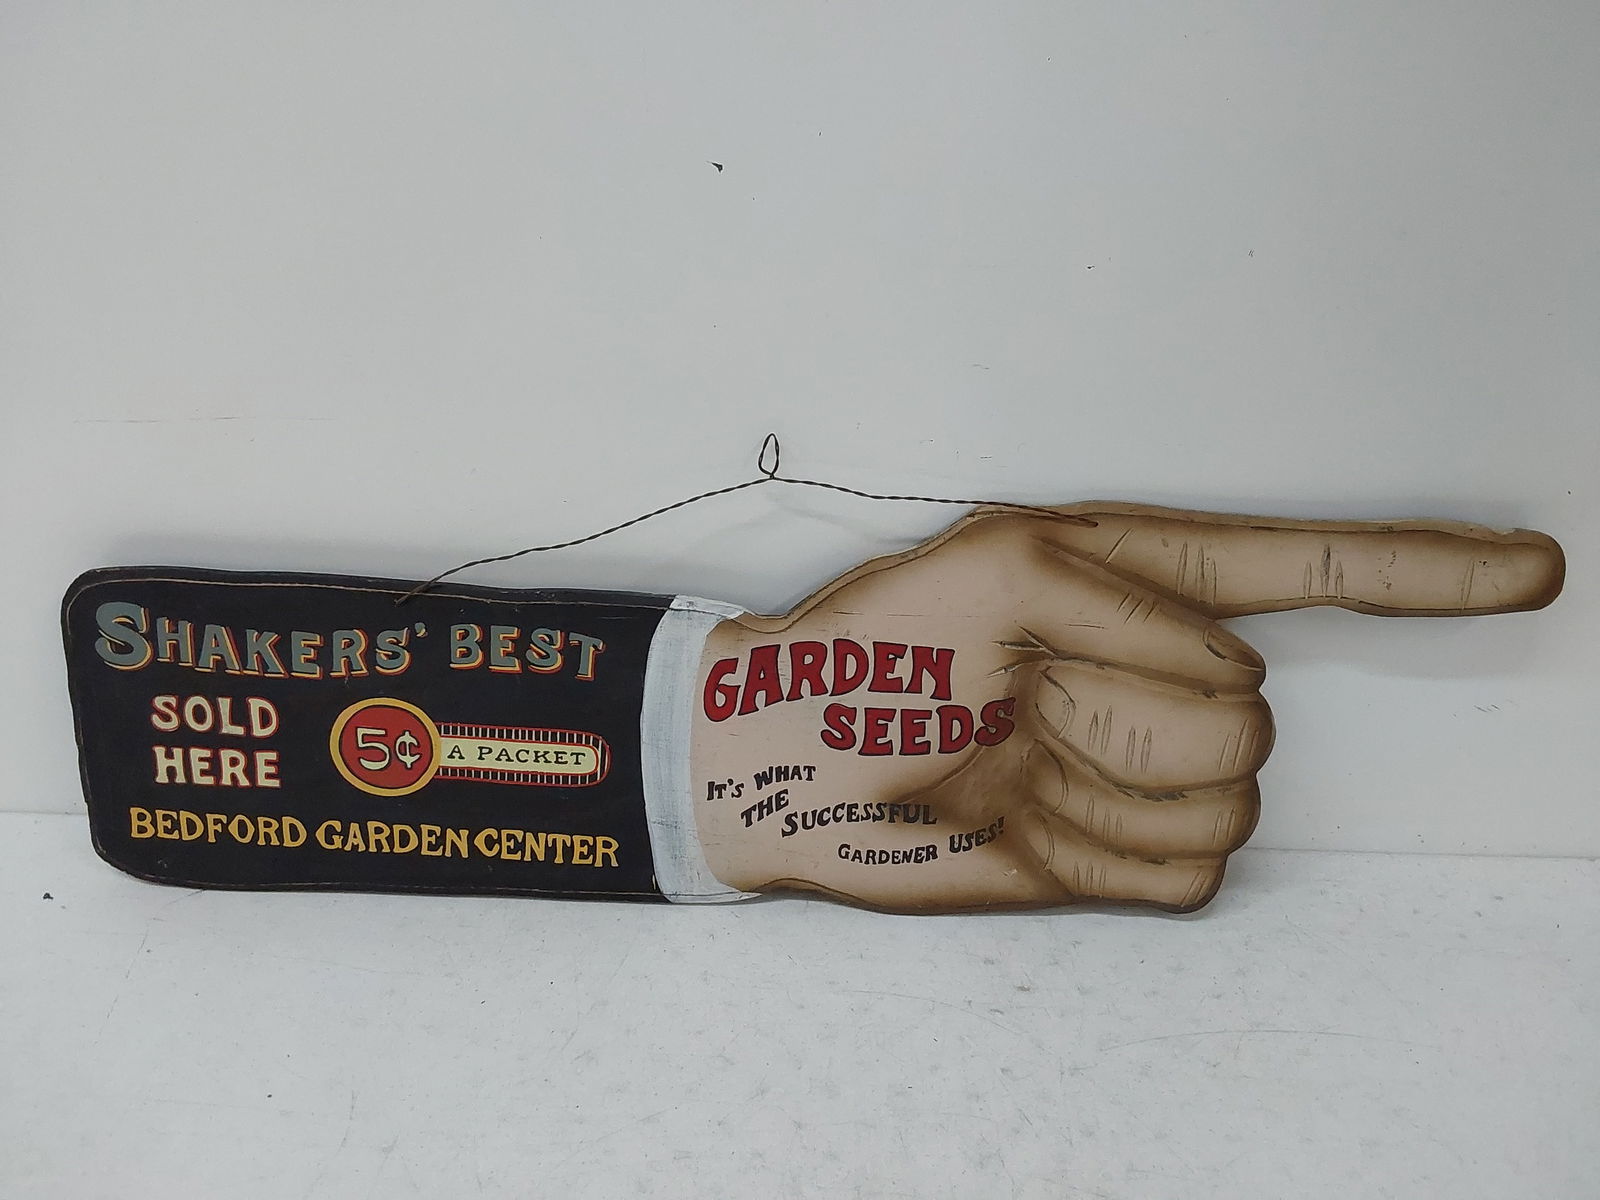 SHAKERS' BEST
SOLD
HERE
5¢ A PACKET
BEDFORD GARDEN CENTER
GARDEN
SEEDS
IT'S WHAT
THE
SUCCESSFUL
GARDENER USES!